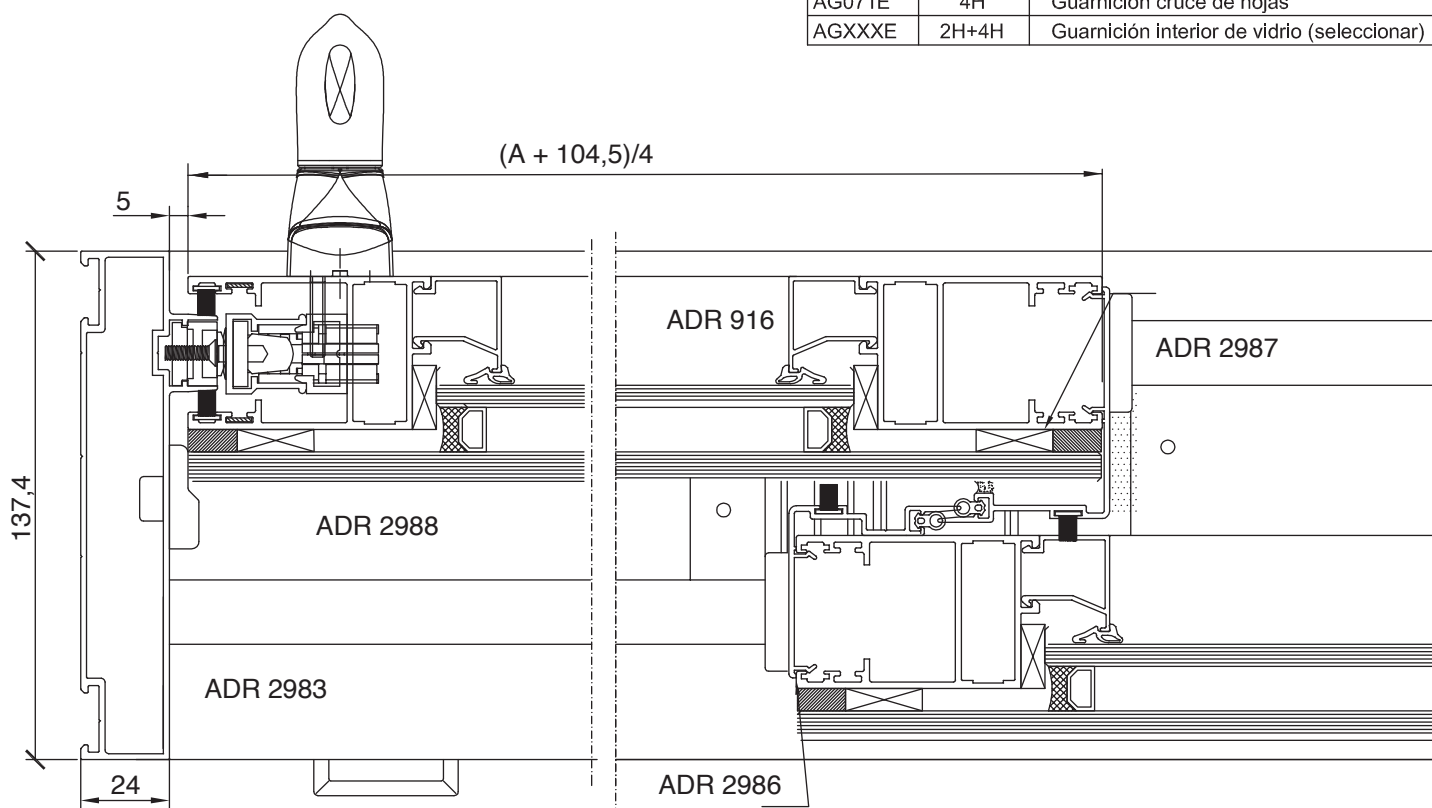 AG071E 4H Guarnición cruce de hojas
AGXXXE 2H+4H Guarnición interior de vidrio (seleccionar)
(A + 104,5)/4
5
ADR 916
ADR 2987
137,4
ADR 2988
ADR 2983
24
ADR 2986